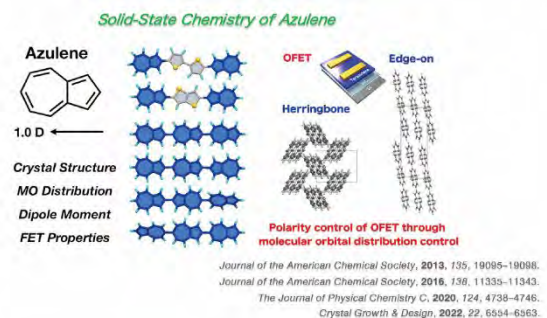 Solid-State Chemistry of Azulene
Azulene
1.0 D
Crystal Structure
MO Distribution
Dipole Moment
FET Properties
OFET
Edge-on
Herringbone
Polarity control of OFET through
molecular orbital distribution control
Journal of the American Chemical Society, 2013, 135, 19095–19098.
Journal of the American Chemical Society, 2016, 138, 11335–11343.
The Journal of Physical Chemistry C, 2020, 124, 4738–4746.
Crystal Growth & Design, 2022, 22, 6554–6563.